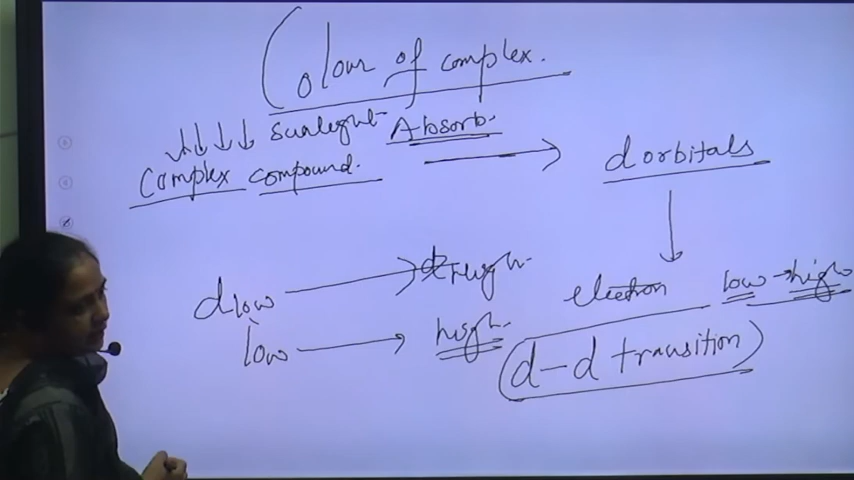 Colour of complex.
sunlight Absorb.
Complex compound. → d orbitals
d low → d high.
electron low → high
low → high.
(d-d transition)